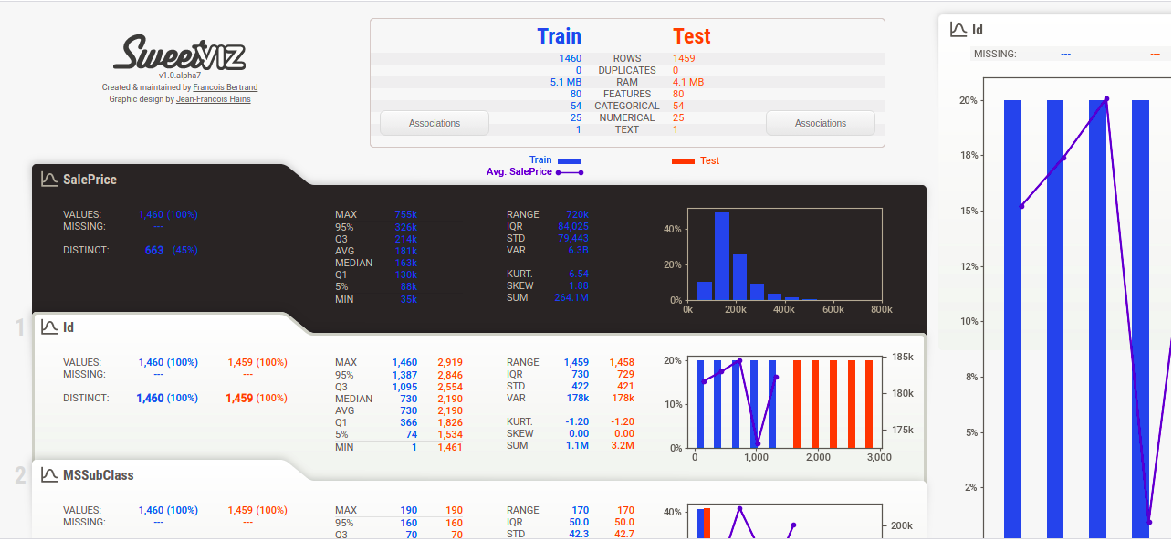 SweetVIZ
v1.0.alpha7
Created & maintained by Francois Bertrand
Graphic design by Jean-Francois Hains
Train Test
1460 ROWS 1459
0 DUPLICATES 0
5.1 MB RAM 4.1 MB
80 FEATURES 80
54 CATEGORICAL 54
25 NUMERICAL 25
1 TEXT 1
Associations Associations
Train Test
Avg. SalePrice
SalePrice
VALUES: 1,460 (100%)
MISSING: ---
DISTINCT: 663 (45%)
MAX 755k
95% 326k
Q3 214k
AVG 181k
MEDIAN 163k
Q1 130k
5% 88k
MIN 35k
RANGE 720k
IQR 84,025
STD 79,443
VAR 6.3B
KURT. 6.54
SKEW 1.88
SUM 264.1M
40%
20%
0%
0k 200k 400k 600k 800k
1
Id
VALUES: 1,460 (100%) 1,459 (100%)
MISSING: --- ---
DISTINCT: 1,460 (100%) 1,459 (100%)
MAX 1,460 2,919
95% 1,387 2,846
Q3 1,095 2,554
MEDIAN 730 2,190
AVG 730 2,190
Q1 366 1,826
5% 74 1,534
MIN 1 1,461
RANGE 1,459 1,458
IQR 730 729
STD 422 421
VAR 178k 178k
KURT. -1.20 -1.20
SKEW 0.00 0.00
SUM 1.1M 3.2M
20%
10%
0%
185k
180k
175k
0 1,000 2,000 3,000
2
MSSubClass
VALUES: 1,460 (100%) 1,459 (100%)
MISSING: --- ---
MAX 190 190
95% 160 160
Q3 70 70
RANGE 170 170
IQR 50.0 50.0
STD 42.3 42.7
40%
200k
Id
MISSING: --- ---
20%
18%
15%
12%
10%
8%
5%
2%